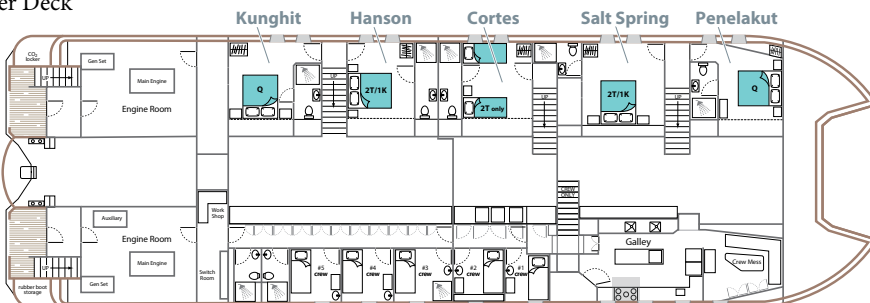 er Deck
Kunghit Hanson Cortes Salt Spring Penelakut
CO2
locker
UP
Gen Set
Main Engine
Engine Room
Q
UP
2T/1K
2T only
UP
2T/1K
UP
Q
CREW
ONLY
Auxiliary
Engine Room
Main Engine
Gen Set
UP
rubber boot
storage
Work
Shop
Switch
Room
#5
crew
#4
crew
#3
crew
#2
crew
#1
crew
Galley
Crew Mess